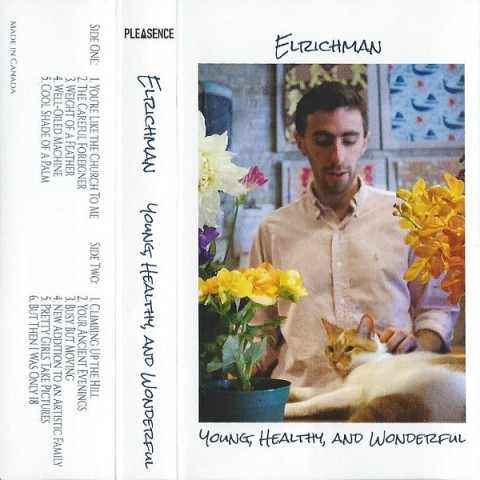 Side One:
1. You're Like the Church To Me
2. The Careful Foreigner
3. Weight of a Feather
4. Well-Oiled Machine
5. Cool Shade of a Palm
Side Two:
1. Climbing Up the Hill
2. Your Ancient Evenings
3. Busy But Moving
4. New Addition to an Artistic Family
5. Pretty Girls Take Pictures
6. But Then I Was Only 18
Made in Canada
PLEASENCE
Elrichman Young, Healthy, and Wonderful
Elrichman
Young, Healthy, and Wonderful